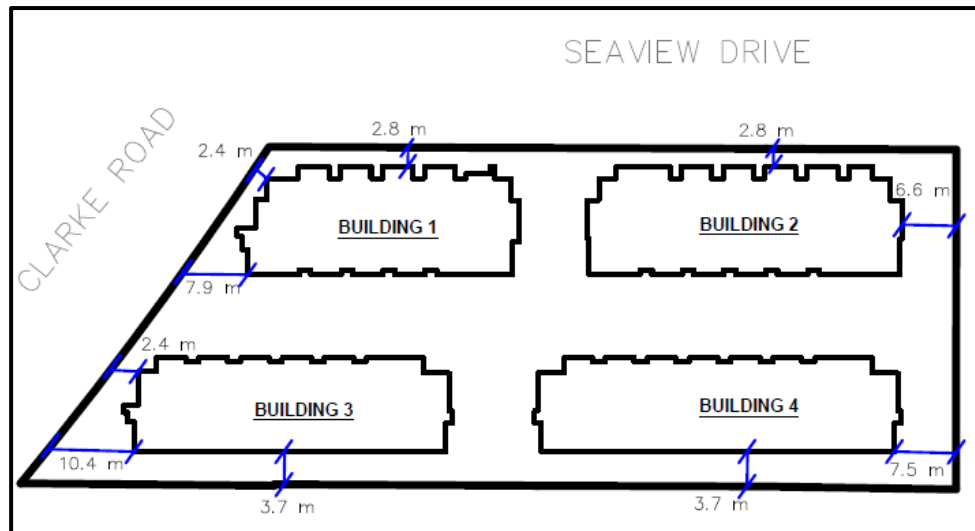 SEAVIEW DRIVE
CLARKE ROAD
2.8 m
2.8 m
2.4 m
6.6 m
BUILDING 1
BUILDING 2
7.9 m
2.4 m
BUILDING 3
BUILDING 4
10.4 m
7.5 m
3.7 m
3.7 m